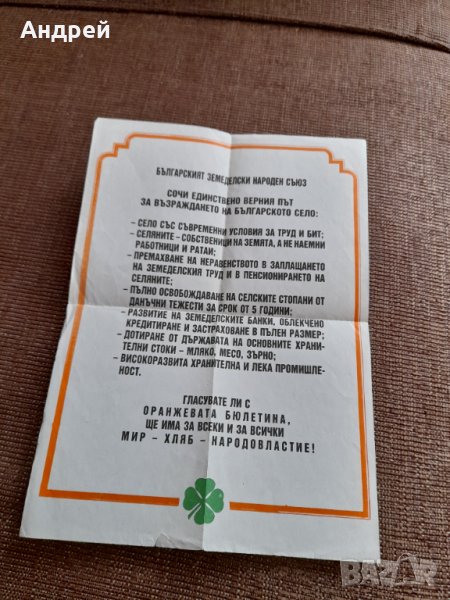 Андрей
БЪЛГАРСКИЯТ ЗЕМЕДЕЛСКИ НАРОДЕН СЪЮЗ
СОЧИ ЕДИНСТВЕНО ВЕРНИЯ ПЪТ
ЗА ВЪЗРАЖДАНЕТО НА БЪЛГАРСКОТО СЕЛО:
– СЕЛО СЪС СЪВРЕМЕННИ УСЛОВИЯ ЗА ТРУД И БИТ;
– СЕЛЯНИТЕ – СОБСТВЕНИЦИ НА ЗЕМЯТА, А НЕ НАЕМНИ
РАБОТНИЦИ И РАТАИ;
– ПРЕМАХВАНЕ НА НЕРАВЕНСТВОТО В ЗАПЛАЩАНЕТО
НА ЗЕМЕДЕЛСКИЯ ТРУД И В ПЕНСИОНИРАНЕТО НА
СЕЛЯНИТЕ;
– ПЪЛНО ОСВОБОЖДАВАНЕ НА СЕЛСКИТЕ СТОПАНИ ОТ
ДАНЪЧНИ ТЕЖЕСТИ ЗА СРОК ОТ 5 ГОДИНИ;
– РАЗВИТИЕ НА ЗЕМЕДЕЛСКИТЕ БАНКИ, ОБЛЕКЧЕНО
КРЕДИТИРАНЕ И ЗАСТРАХОВАНЕ В ПЪЛЕН РАЗМЕР;
– ДОТИРАНЕ ОТ ДЪРЖАВАТА НА ОСНОВНИТЕ ХРАНИ-
ТЕЛНИ СТОКИ – МЛЯКО, МЕСО, ЗЪРНО;
– ВИСОКОРАЗВИТА ХРАНИТЕЛНА И ЛЕКА ПРОМИШЛЕ-
НОСТ.
ГЛАСУВАТЕ ЛИ С
ОРАНЖЕВАТА БЮЛЕТИНА,
ЩЕ ИМА ЗА ВСЕКИ И ЗА ВСИЧКИ
МИР – ХЛЯБ – НАРОДОВЛАСТИЕ!
BAZAR